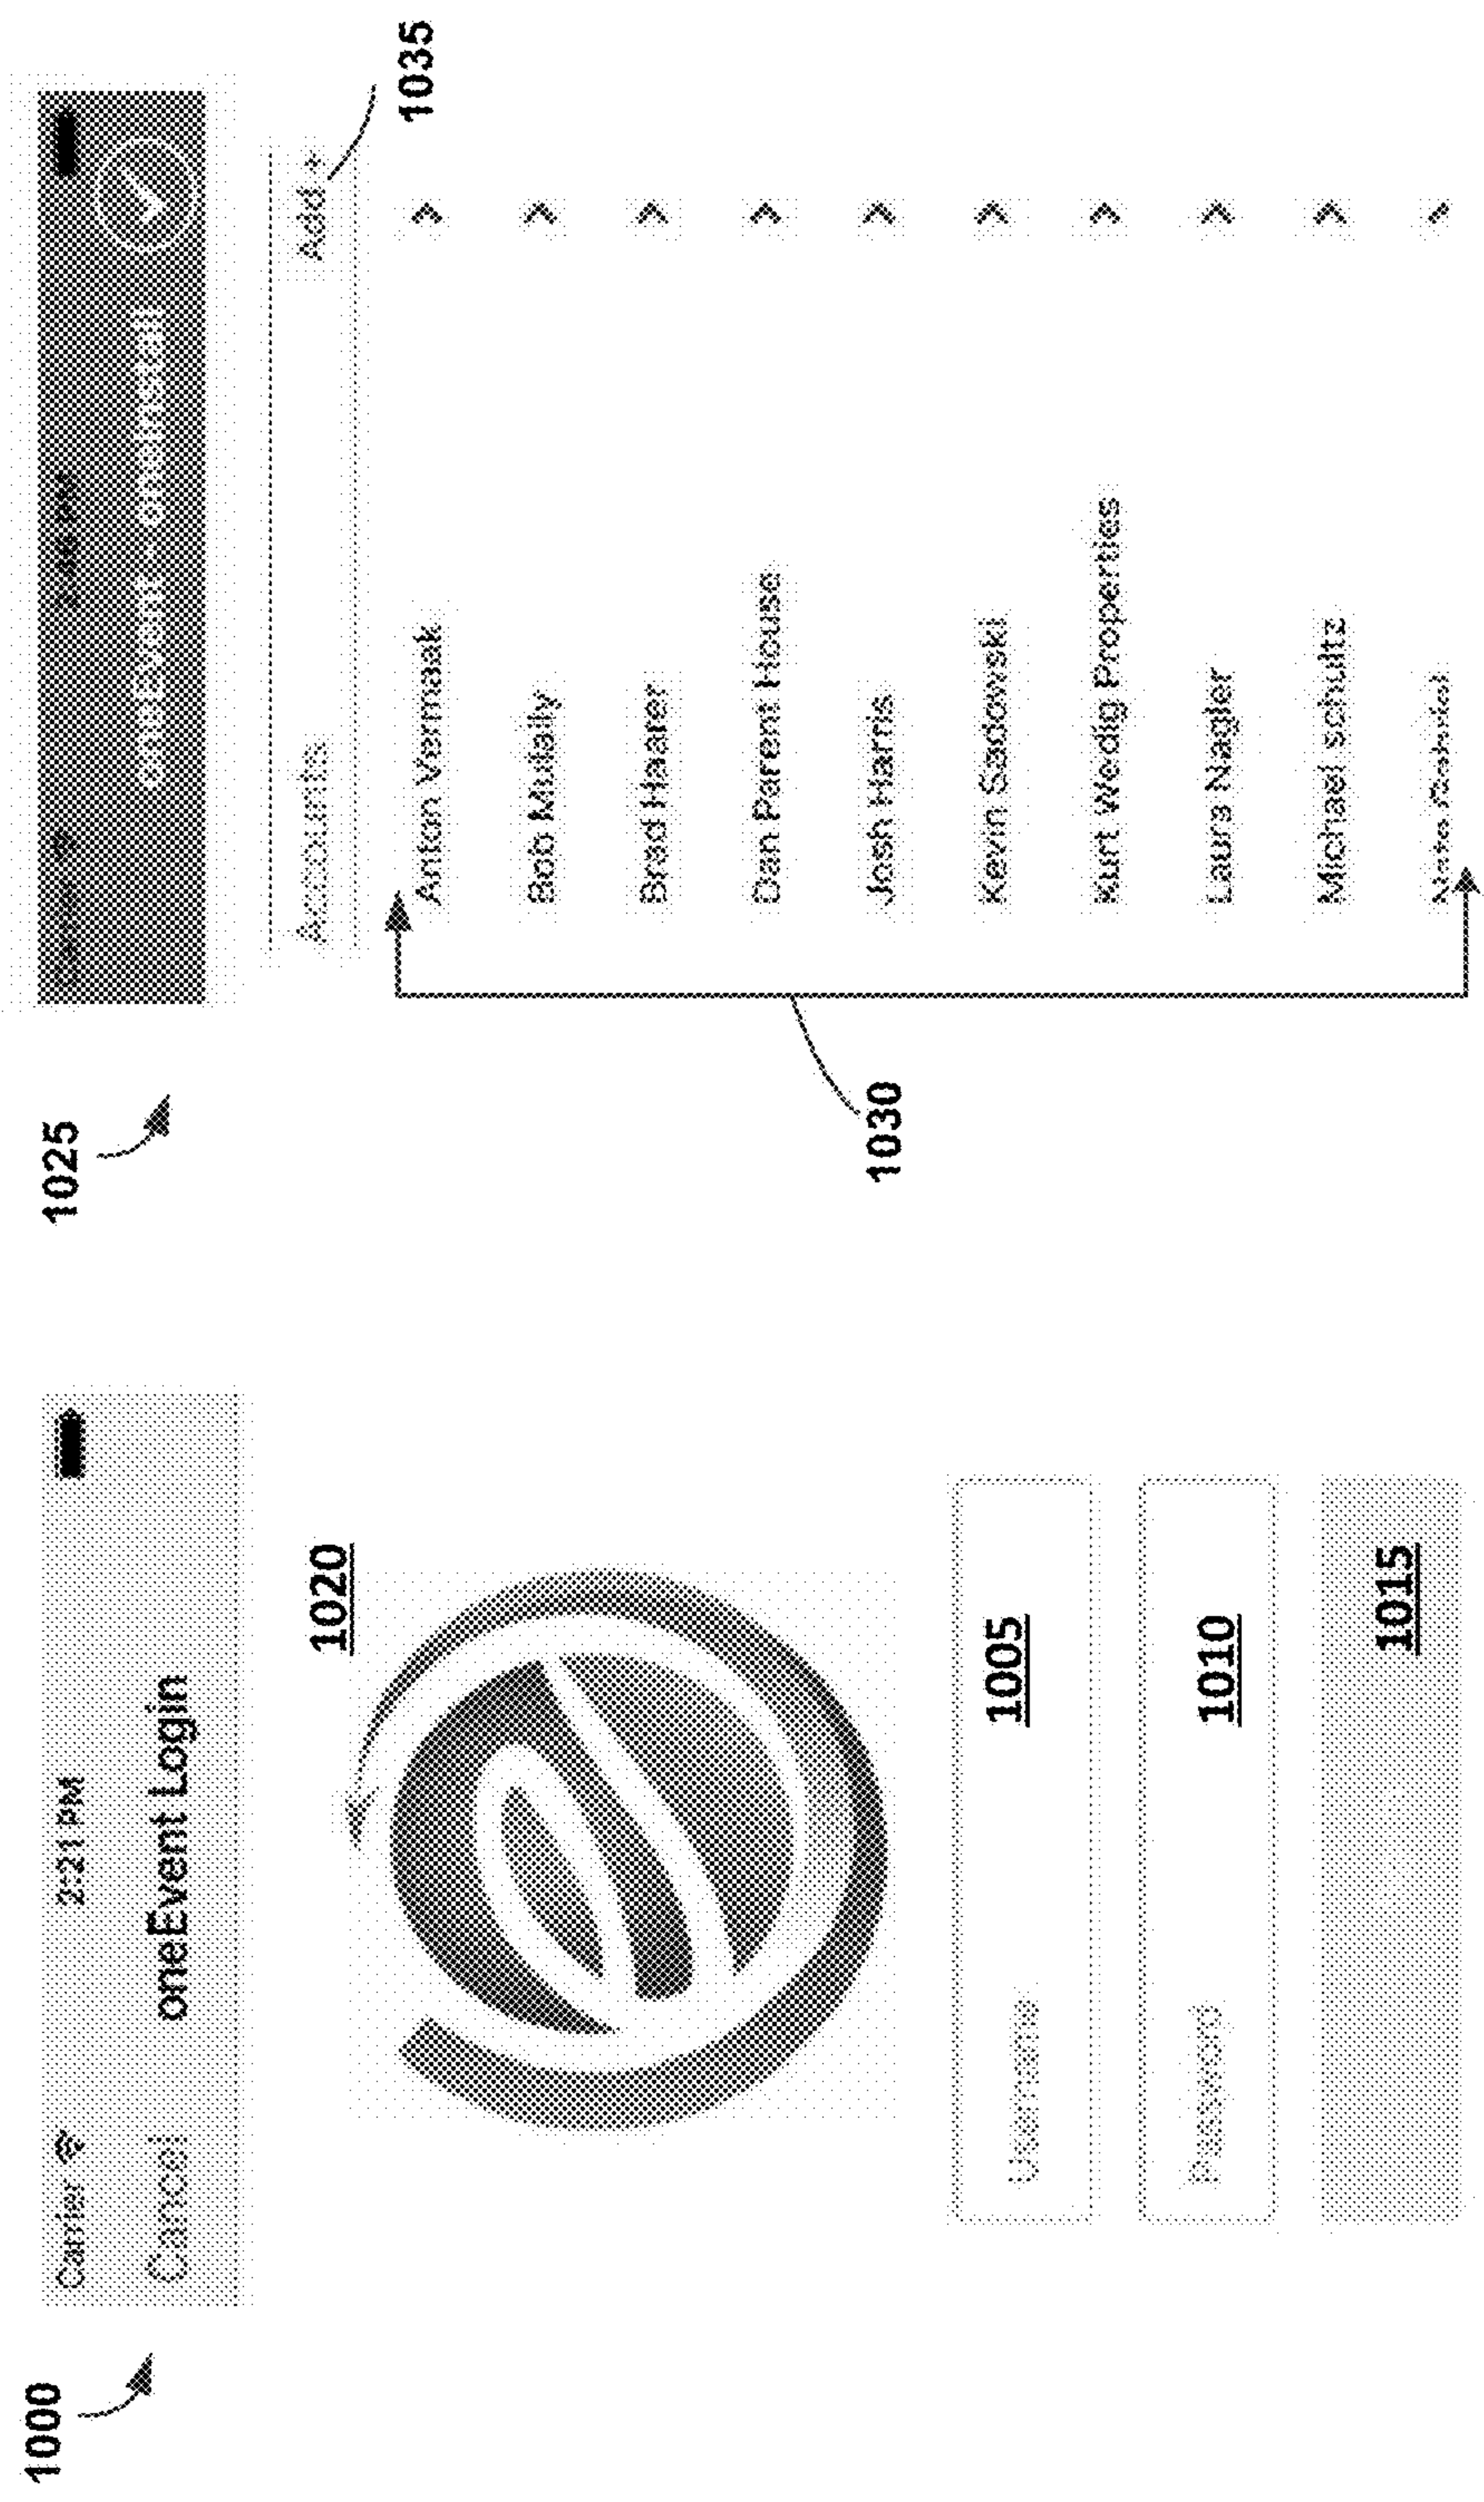 1000
Carrier 2:21 PM
Cancel oneEvent Login
1020
Username 1005
Password 1010
1015
1025
Accounts Add +
1035
Anton Vermaak
Bob Mulally
Brad Haarer
Dan Parent House
Josh Harris
Kevin Sadowski
Kurt Wedig Properties
Laura Nagler
Michael schultz
1030